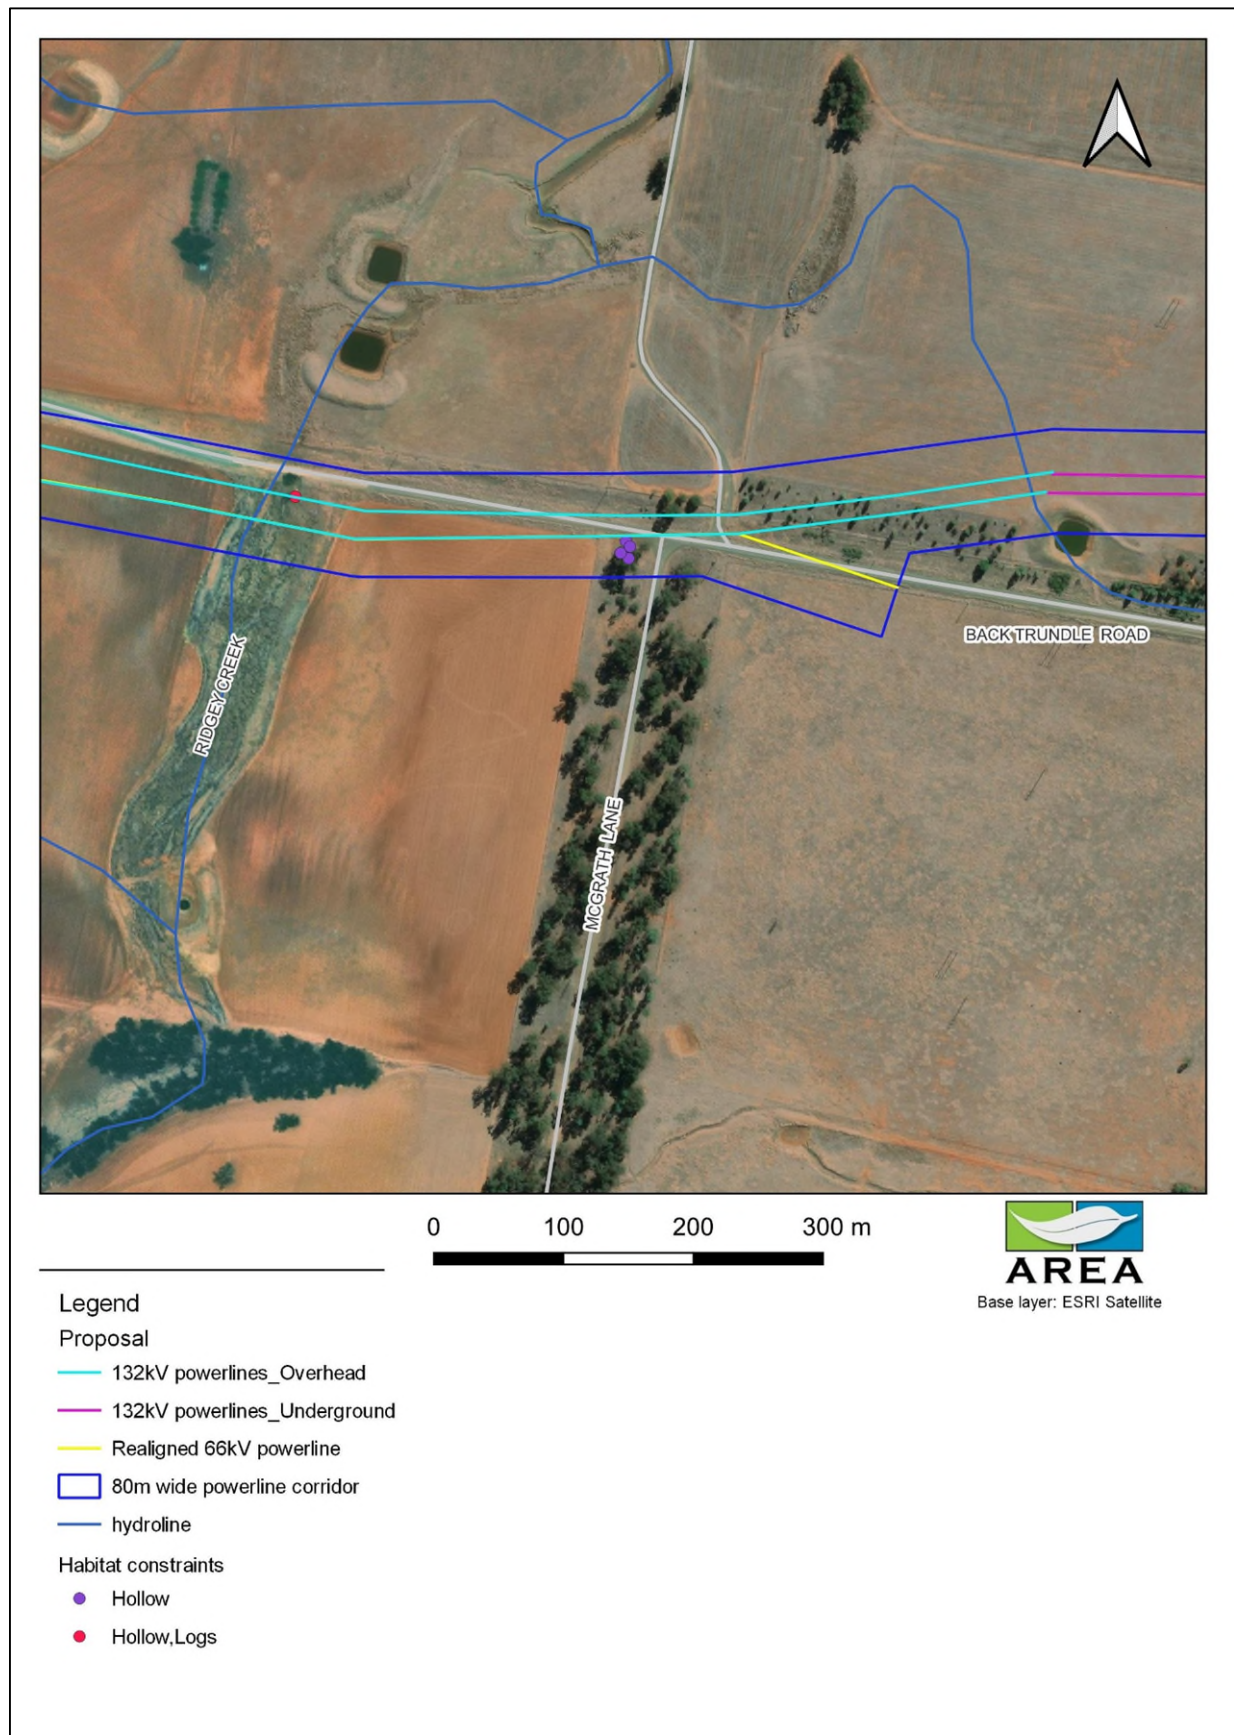 BACK TRUNDLE ROAD
RIDGEY CREEK
MCGRATH LANE
0 100 200 300 m
AREA
Base layer: ESRI Satellite
Legend
Proposal
132kV powerlines_Overhead
132kV powerlines_Underground
Realigned 66kV powerline
80m wide powerline corridor
hydroline
Habitat constraints
Hollow
Hollow,Logs